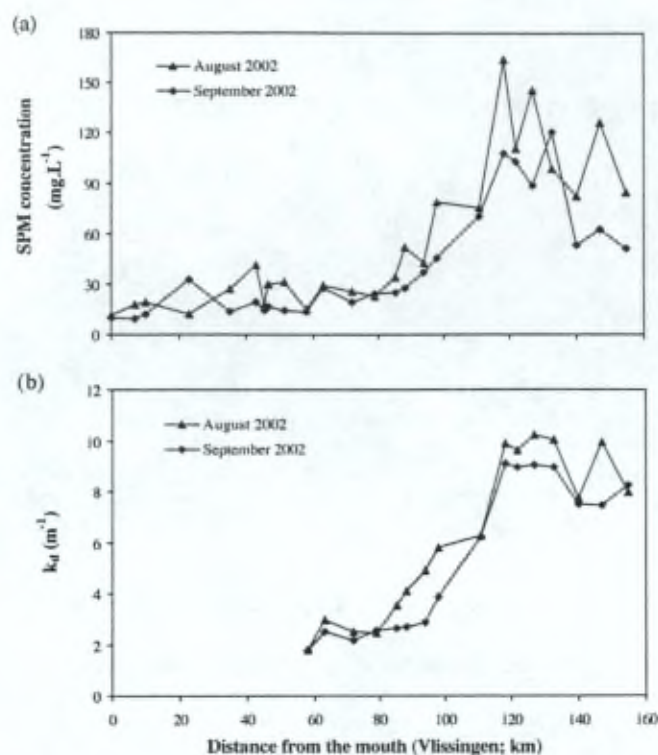 (a)
180
150
120
90
60
30
0
SPM concentration
(mg.L⁻¹)
August 2002
September 2002
(b)
12
10
8
6
4
2
0
k_d (m⁻¹)
August 2002
September 2002
0 20 40 60 80 100 120 140 160
Distance from the mouth (Vlissingen; km)